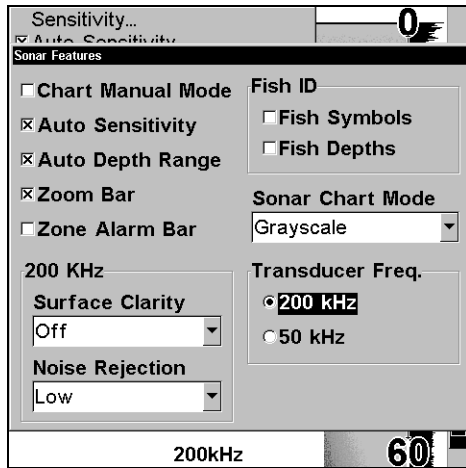 Sensitivity...
Auto Sensitivity
0
Sonar Features
Chart Manual Mode
Auto Sensitivity
Auto Depth Range
Zoom Bar
Zone Alarm Bar
Fish ID
Fish Symbols
Fish Depths
Sonar Chart Mode
Grayscale
200 KHz
Surface Clarity
Off
Noise Rejection
Low
Transducer Freq.
200 kHz
50 kHz
200kHz
60